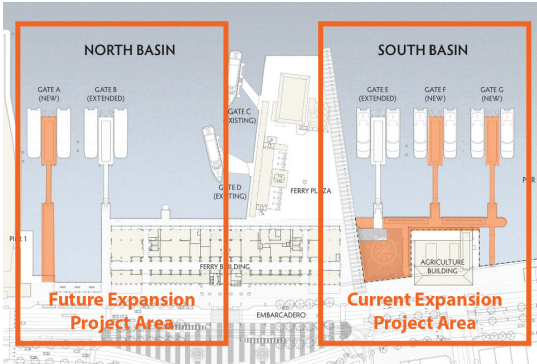 NORTH BASIN
SOUTH BASIN
GATE A
(NEW)
GATE B
(EXTENDED)
GATE C
(EXISTING)
GATE D
(EXISTING)
GATE E
(EXTENDED)
GATE F
(NEW)
GATE G
(NEW)
FERRY PLAZA
PIER 1
PIER
FERRY BUILDING
AGRICULTURE
BUILDING
EMBARCADERO
Future Expansion
Project Area
Current Expansion
Project Area